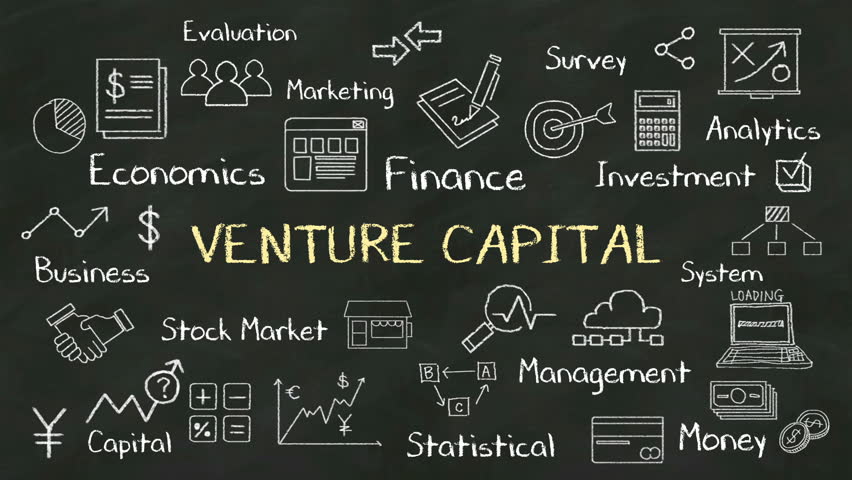 Evaluation
Survey
Marketing
$
Analytics
Economics
Finance
Investment
$
VENTURE CAPITAL
Business
System
LOADING
Stock Market
B
A
C
Management
?
€
$
¥
¥
+
-
%
=
Capital
Statistical
Money
$
$